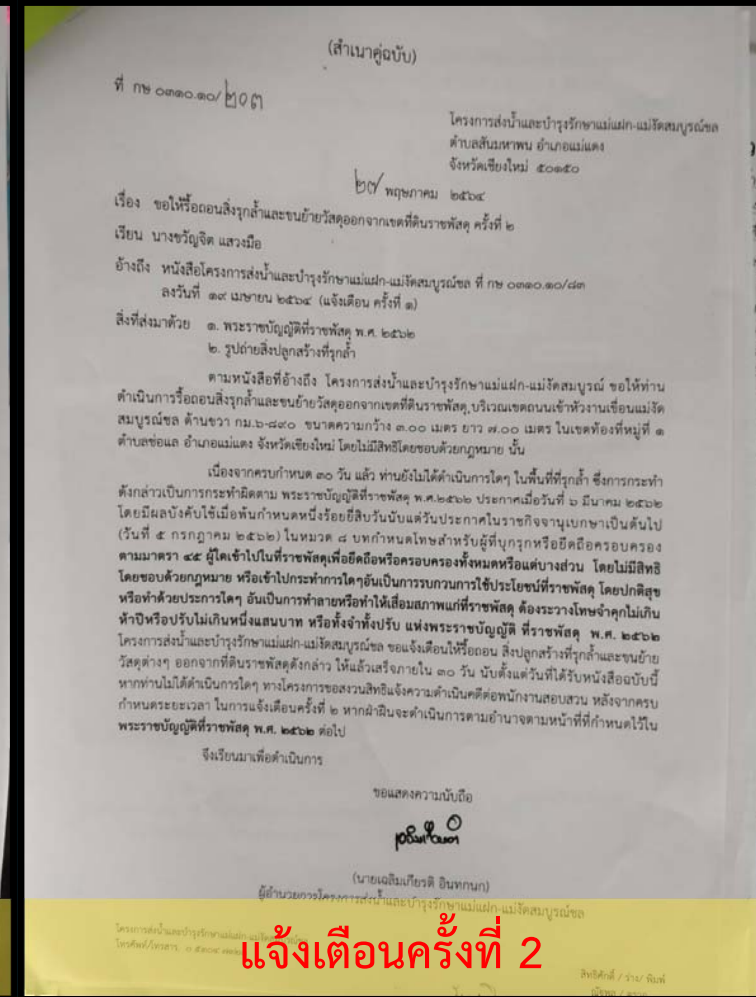 (สำเนาคู่ฉบับ)
ที่ กษ ๐๓๑๐.๑๐/๒๐๓
โครงการส่งน้ำและบำรุงรักษาแม่แฝก-แม่งัดสมบูรณ์ชล
ตำบลสันมหาพน อำเภอแม่แตง
จังหวัดเชียงใหม่ ๕๐๑๕๐
๒๗ พฤษภาคม ๒๕๖๔
เรื่อง ขอให้รื้อถอนสิ่งรุกล้ำและขนย้ายวัสดุออกจากเขตที่ดินราชพัสดุ ครั้งที่ ๒
เรียน นางขวัญจิต แสวงมือ
อ้างถึง หนังสือโครงการส่งน้ำและบำรุงรักษาแม่แฝก-แม่งัดสมบูรณ์ชล ที่ กษ ๐๓๑๐.๑๐/๘๓
ลงวันที่ ๑๙ เมษายน ๒๕๖๔ (แจ้งเตือน ครั้งที่ ๑)
สิ่งที่ส่งมาด้วย ๑. พระราชบัญญัติที่ราชพัสดุ พ.ศ. ๒๕๖๒
๒. รูปถ่ายสิ่งปลูกสร้างที่รุกล้ำ
ตามหนังสือที่อ้างถึง โครงการส่งน้ำและบำรุงรักษาแม่แฝก-แม่งัดสมบูรณ์ ขอให้ท่าน
ดำเนินการรื้อถอนสิ่งรุกล้ำและขนย้ายวัสดุออกจากเขตที่ดินราชพัสดุ บริเวณเขตถนนเข้าหัวงานเขื่อนแม่งัด
สมบูรณ์ชล ด้านขวา กม.๖-๘๙๐ ขนาดความกว้าง ๓.๐๐ เมตร ยาว ๗.๐๐ เมตร ในเขตท้องที่หมู่ที่ ๑
ตำบลช่อแล อำเภอแม่แตง จังหวัดเชียงใหม่ โดยไม่มีสิทธิโดยชอบด้วยกฎหมาย นั้น
เนื่องจากครบกำหนด ๓๐ วัน แล้ว ท่านยังไม่ได้ดำเนินการใดๆ ในพื้นที่ที่รุกล้ำ ซึ่งการกระทำ
ดังกล่าวเป็นการกระทำผิดตาม พระราชบัญญัติที่ราชพัสดุ พ.ศ.๒๕๖๒ ประกาศเมื่อวันที่ ๖ มีนาคม ๒๕๖๒
โดยมีผลบังคับใช้เมื่อพ้นกำหนดหนึ่งร้อยยี่สิบวันนับแต่วันประกาศในราชกิจจานุเบกษาเป็นต้นไป
(วันที่ ๕ กรกฎาคม ๒๕๖๒) ในหมวด ๘ บทกำหนดโทษสำหรับผู้ที่บุกรุกหรือยึดถือครอบครอง
ตามมาตรา ๔๕ ผู้ใดเข้าไปในที่ราชพัสดุเพื่อยึดถือหรือครอบครองทั้งหมดหรือแต่บางส่วน โดยไม่มีสิทธิ
โดยชอบด้วยกฎหมาย หรือเข้าไปกระทำการใดๆอันเป็นการรบกวนการใช้ประโยชน์ที่ราชพัสดุ โดยปกติสุข
หรือทำด้วยประการใดๆ อันเป็นการทำลายหรือทำให้เสื่อมสภาพแก่ที่ราชพัสดุ ต้องระวางโทษจำคุกไม่เกิน
ห้าปีหรือปรับไม่เกินหนึ่งแสนบาท หรือทั้งจำทั้งปรับ แห่งพระราชบัญญัติ ที่ราชพัสดุ พ.ศ. ๒๕๖๒
โครงการส่งน้ำและบำรุงรักษาแม่แฝก-แม่งัดสมบูรณ์ชล ขอแจ้งเตือนให้รื้อถอน สิ่งปลูกสร้างที่รุกล้ำและขนย้าย
วัสดุต่างๆ ออกจากที่ดินราชพัสดุดังกล่าว ให้แล้วเสร็จภายใน ๓๐ วัน นับตั้งแต่วันที่ได้รับหนังสือฉบับนี้
หากท่านไม่ได้ดำเนินการใดๆ ทางโครงการขอสงวนสิทธิแจ้งความดำเนินคดีต่อพนักงานสอบสวน หลังจากครบ
กำหนดระยะเวลา ในการแจ้งเตือนครั้งที่ ๒ หากฝ่าฝืนจะดำเนินการตามอำนาจตามหน้าที่ที่กำหนดไว้ใน
พระราชบัญญัติที่ราชพัสดุ พ.ศ. ๒๕๖๒ ต่อไป
จึงเรียนมาเพื่อดำเนินการ
ขอแสดงความนับถือ
(นายเฉลิมเกียรติ อินทกนก)
ผู้อำนวยการโครงการส่งน้ำและบำรุงรักษาแม่แฝก-แม่งัดสมบูรณ์ชล
โครงการส่งน้ำและบำรุงรักษาแม่แฝก-แม่งัดสมบูรณ์ชล
โทรศัพท์/โทรสาร
แจ้งเตือนครั้งที่ 2
สิทธิศักดิ์ / ร่าง/ พิมพ์